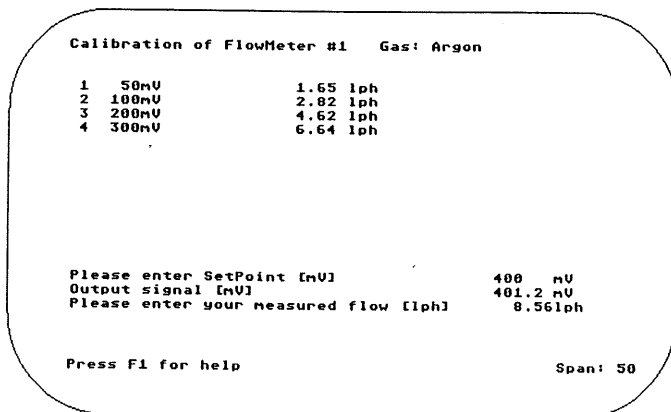 Calibration of FlowMeter #1 Gas: Argon
1 50mV 1.65 lph
2 100mV 2.82 lph
3 200mV 4.62 lph
4 300mV 6.64 lph
Please enter SetPoint [mV] 400 mV
Output signal [mV] 401.2 mV
Please enter your measured flow [lph] 8.56lph
Press F1 for help Span: 50